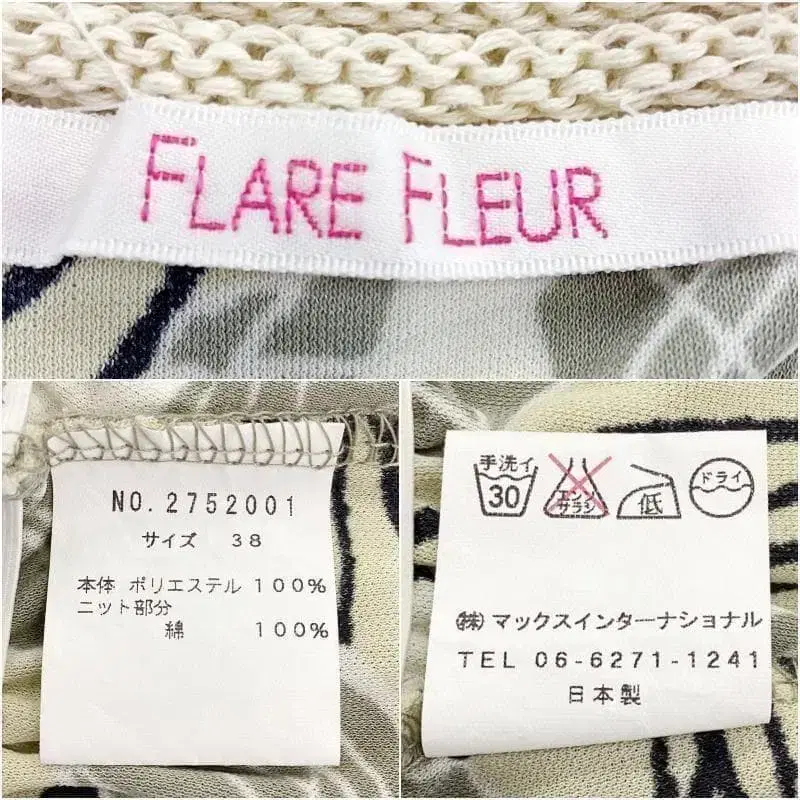 FLARE FLEUR
NO.2752001
サイズ 38
本体 ポリエステル 100%
ニット部分
綿 100%
手洗イ
30
エンソ
サラシ
低
ドライ
㈱マックスインターナショナル
TEL 06-6271-1241
日本製